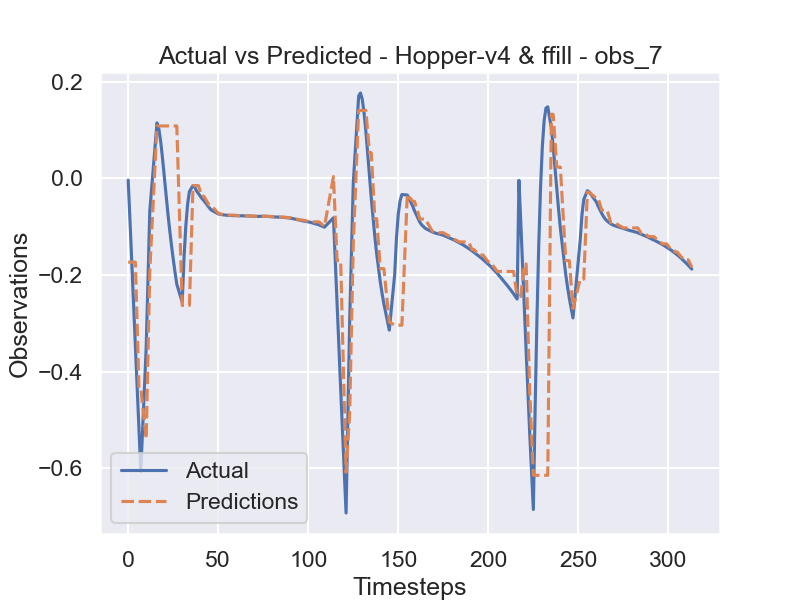 Actual vs Predicted - Hopper-v4 & ffill - obs_7
0.2
0.0
−0.2
−0.4
−0.6
Observations
Actual
Predictions
0 50 100 150 200 250 300
Timesteps